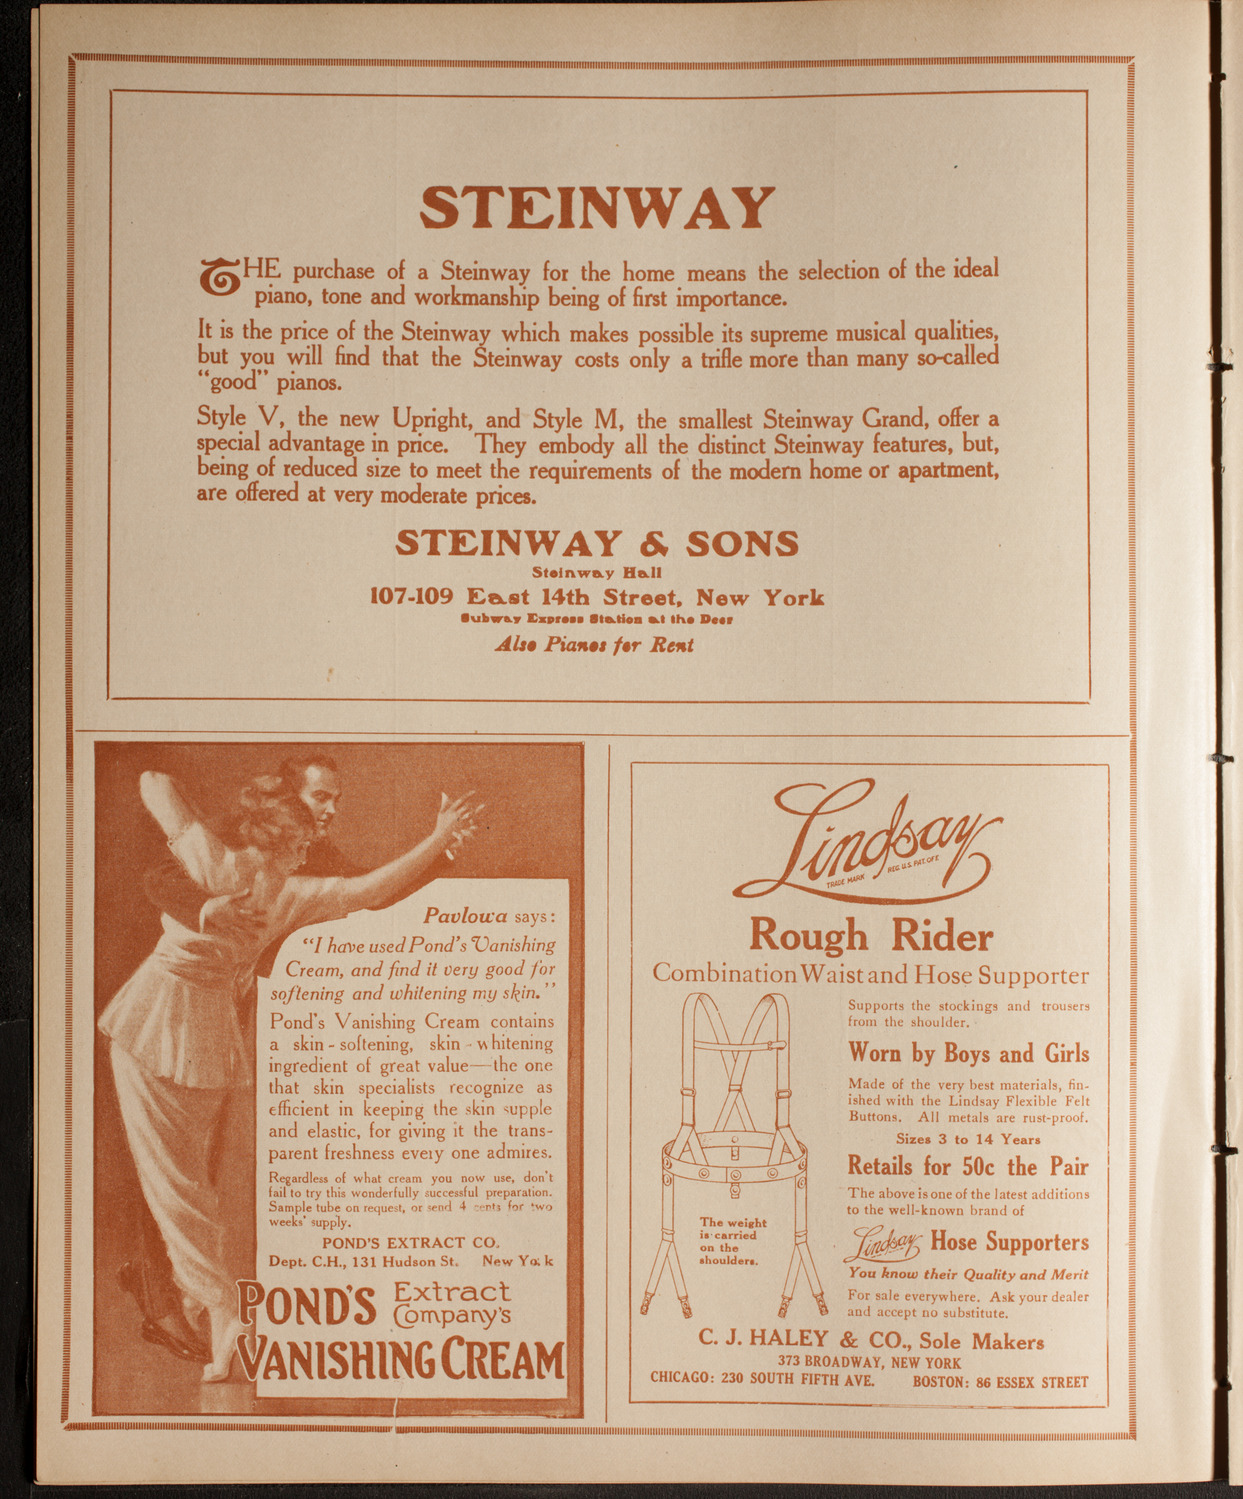 STEINWAY
THE purchase of a Steinway for the home means the selection of the ideal
piano, tone and workmanship being of first importance.
It is the price of the Steinway which makes possible its supreme musical qualities,
but you will find that the Steinway costs only a trifle more than many so-called
"good" pianos.
Style V, the new Upright, and Style M, the smallest Steinway Grand, offer a
special advantage in price. They embody all the distinct Steinway features, but,
being of reduced size to meet the requirements of the modern home or apartment,
are offered at very moderate prices.
STEINWAY & SONS
Steinway Hall
107-109 East 14th Street, New York
Subway Express Station at the Door
Also Pianos for Rent
Pavlowa says:
"I have used Pond's Vanishing
Cream, and find it very good for
softening and whitening my skin."
Pond's Vanishing Cream contains
a skin-softening, skin-whitening
ingredient of great value—the one
that skin specialists recognize as
efficient in keeping the skin supple
and elastic, for giving it the trans-
parent freshness every one admires.
Regardless of what cream you now use, don't
fail to try this wonderfully successful preparation.
Sample tube on request, or send 4 cents for two
weeks' supply.
POND'S EXTRACT CO.
Dept. C.H., 131 Hudson St. New York
POND'S Extract
Company's
VANISHING CREAM
Lindsay
TRADE MARK REG. U.S. PAT. OFF.
Rough Rider
Combination Waist and Hose Supporter
Supports the stockings and trousers
from the shoulder.
Worn by Boys and Girls
Made of the very best materials, fin-
ished with the Lindsay Flexible Felt
Buttons. All metals are rust-proof.
Sizes 3 to 14 Years
Retails for 50c the Pair
The above is one of the latest additions
to the well-known brand of
Lindsay Hose Supporters
You know their Quality and Merit
For sale everywhere. Ask your dealer
and accept no substitute.
The weight
is carried
on the
shoulders.
C. J. HALEY & CO., Sole Makers
373 BROADWAY, NEW YORK
CHICAGO: 230 SOUTH FIFTH AVE. BOSTON: 86 ESSEX STREET